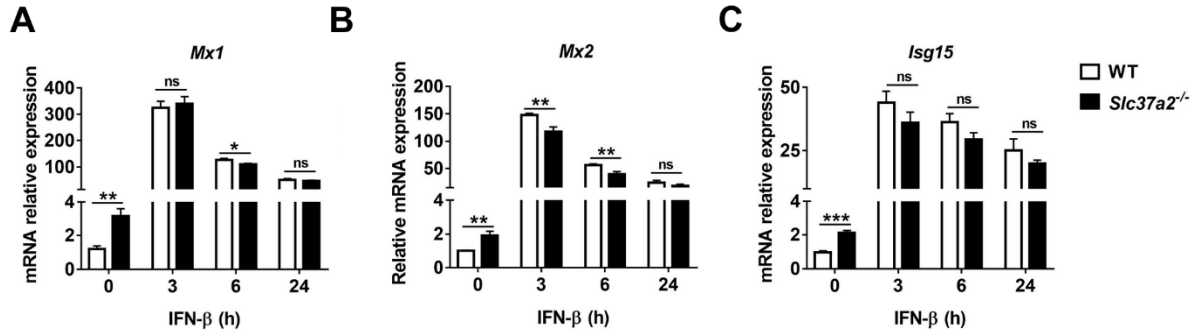 A
Mx1
mRNA relative expression
400
300
200
100
4
2
0
ns
*
ns
**
0 3 6 24
IFN-β (h)
B
Mx2
Relative mRNA expression
200
150
100
50
4
2
0
**
**
ns
**
0 3 6 24
IFN-β (h)
C
Isg15
mRNA relative expression
50
25
4
2
0
ns
ns
ns
***
0 3 6 24
IFN-β (h)
WT
Slc37a2-/-